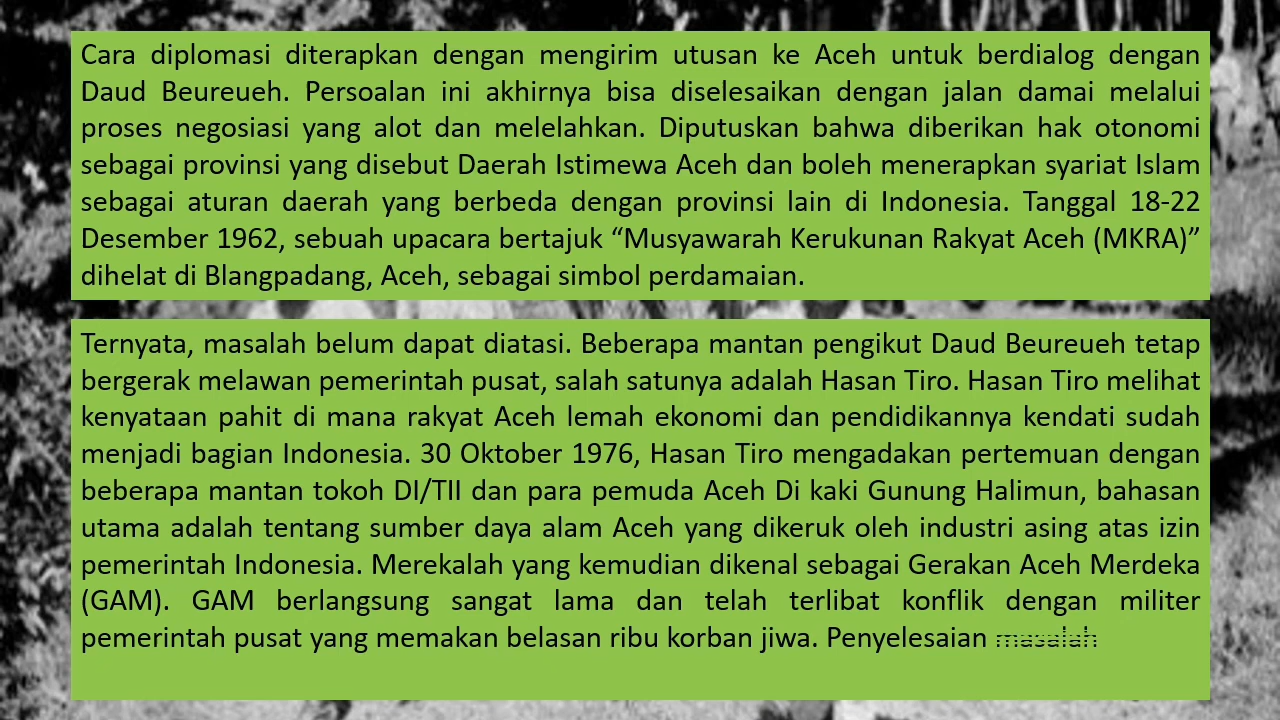 Cara diplomasi diterapkan dengan mengirim utusan ke Aceh untuk berdialog dengan
Daud Beureueh. Persoalan ini akhirnya bisa diselesaikan dengan jalan damai melalui
proses negosiasi yang alot dan melelahkan. Diputuskan bahwa diberikan hak otonomi
sebagai provinsi yang disebut Daerah Istimewa Aceh dan boleh menerapkan syariat Islam
sebagai aturan daerah yang berbeda dengan provinsi lain di Indonesia. Tanggal 18-22
Desember 1962, sebuah upacara bertajuk “Musyawarah Kerukunan Rakyat Aceh (MKRA)”
dihelat di Blangpadang, Aceh, sebagai simbol perdamaian.
Ternyata, masalah belum dapat diatasi. Beberapa mantan pengikut Daud Beureueh tetap
bergerak melawan pemerintah pusat, salah satunya adalah Hasan Tiro. Hasan Tiro melihat
kenyataan pahit di mana rakyat Aceh lemah ekonomi dan pendidikannya kendati sudah
menjadi bagian Indonesia. 30 Oktober 1976, Hasan Tiro mengadakan pertemuan dengan
beberapa mantan tokoh DI/TII dan para pemuda Aceh Di kaki Gunung Halimun, bahasan
utama adalah tentang sumber daya alam Aceh yang dikeruk oleh industri asing atas izin
pemerintah Indonesia. Merekalah yang kemudian dikenal sebagai Gerakan Aceh Merdeka
(GAM). GAM berlangsung sangat lama dan telah terlibat konflik dengan militer
pemerintah pusat yang memakan belasan ribu korban jiwa. Penyelesaian masalah